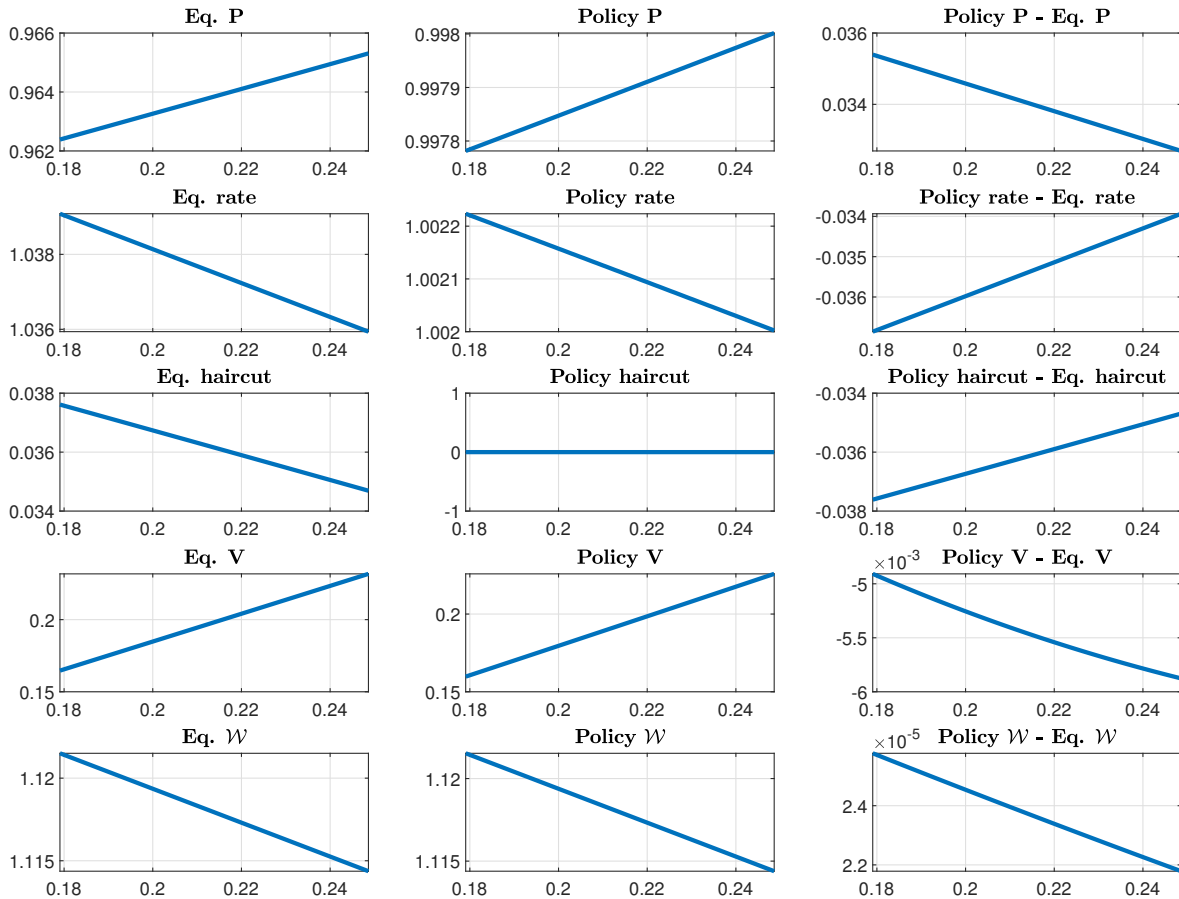 Eq. P Policy P Policy P - Eq. P
0.966 0.998 0.036
0.964 0.9979 0.034
0.962 0.9978
0.18 0.2 0.22 0.24 0.18 0.2 0.22 0.24 0.18 0.2 0.22 0.24
Eq. rate Policy rate Policy rate - Eq. rate
1.038 1.0022 -0.034
1.0021 -0.035
1.036 1.002 -0.036
0.18 0.2 0.22 0.24 0.18 0.2 0.22 0.24 0.18 0.2 0.22 0.24
Eq. haircut Policy haircut Policy haircut - Eq. haircut
0.038 1 -0.034
0.036 0 -0.036
0.034 -1 -0.038
0.18 0.2 0.22 0.24 0.18 0.2 0.22 0.24 0.18 0.2 0.22 0.24
Eq. V Policy V Policy V - Eq. V
×10⁻³
0.2 0.2 -5
-5.5
0.15 0.15 -6
0.18 0.2 0.22 0.24 0.18 0.2 0.22 0.24 0.18 0.2 0.22 0.24
Eq. 𝒲 Policy 𝒲 Policy 𝒲 - Eq. 𝒲
×10⁻⁵
1.12 1.12 2.4
1.115 1.115 2.2
0.18 0.2 0.22 0.24 0.18 0.2 0.22 0.24 0.18 0.2 0.22 0.24